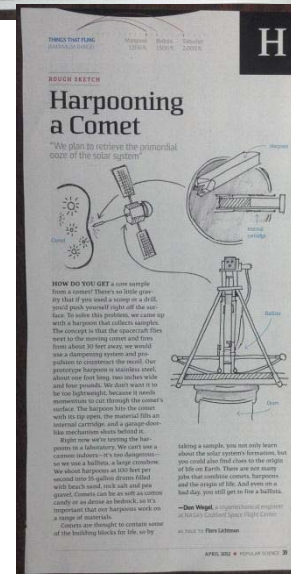 THINGS THAT FLING
H
ROUGH SKETCH
Harpooning
a Comet
"We plan to retrieve the primordial
ooze of the solar system"
Harpoon
Comet
Internal
cartridge
Ballista
Drum
HOW DO YOU GET a core sample
from a comet? There's so little grav-
ity that if you used a scoop or a drill,
you'd push yourself right off the sur-
face. To solve this problem, we came up
with a harpoon that collects samples.
The concept is that the spacecraft flies
next to the moving comet and fires
from about 30 feet away, we would
use a dampening system and pro-
pulsion to counteract the recoil. Our
prototype harpoon is stainless steel,
about one foot long, two inches wide
and four pounds. We don't want it to
be too lightweight, because it needs
momentum to cut through the comet's
surface. The harpoon hits the comet
with its tip open, the material fills an
internal cartridge, and a garage-door-
like mechanism shuts behind it.
Right now we're testing the har-
poons in a laboratory. We can't use a
cannon indoors—it's too dangerous—
so we use a ballista, a large crossbow.
We shoot harpoons at 100 feet per
second into 55-gallon drums filled
with beach sand, rock salt and pea
gravel. Comets can be as soft as cotton
candy or as dense as bedrock, so it's
important that our harpoons work on
a range of materials.
Comets are thought to contain some
of the building blocks for life, so by
taking a sample, you not only learn
about the solar system's formation, but
you could also find clues to the origin
of life on Earth. There are not many
jobs that combine comets, harpoons
and the origin of life. And even on a
bad day, you still get to fire a ballista.
—Don Wegel, a cryomechanical engineer
at NASA's Goddard Space Flight Center
AS TOLD TO Flora Lichtman
APRIL 2012 POPULAR SCIENCE 39